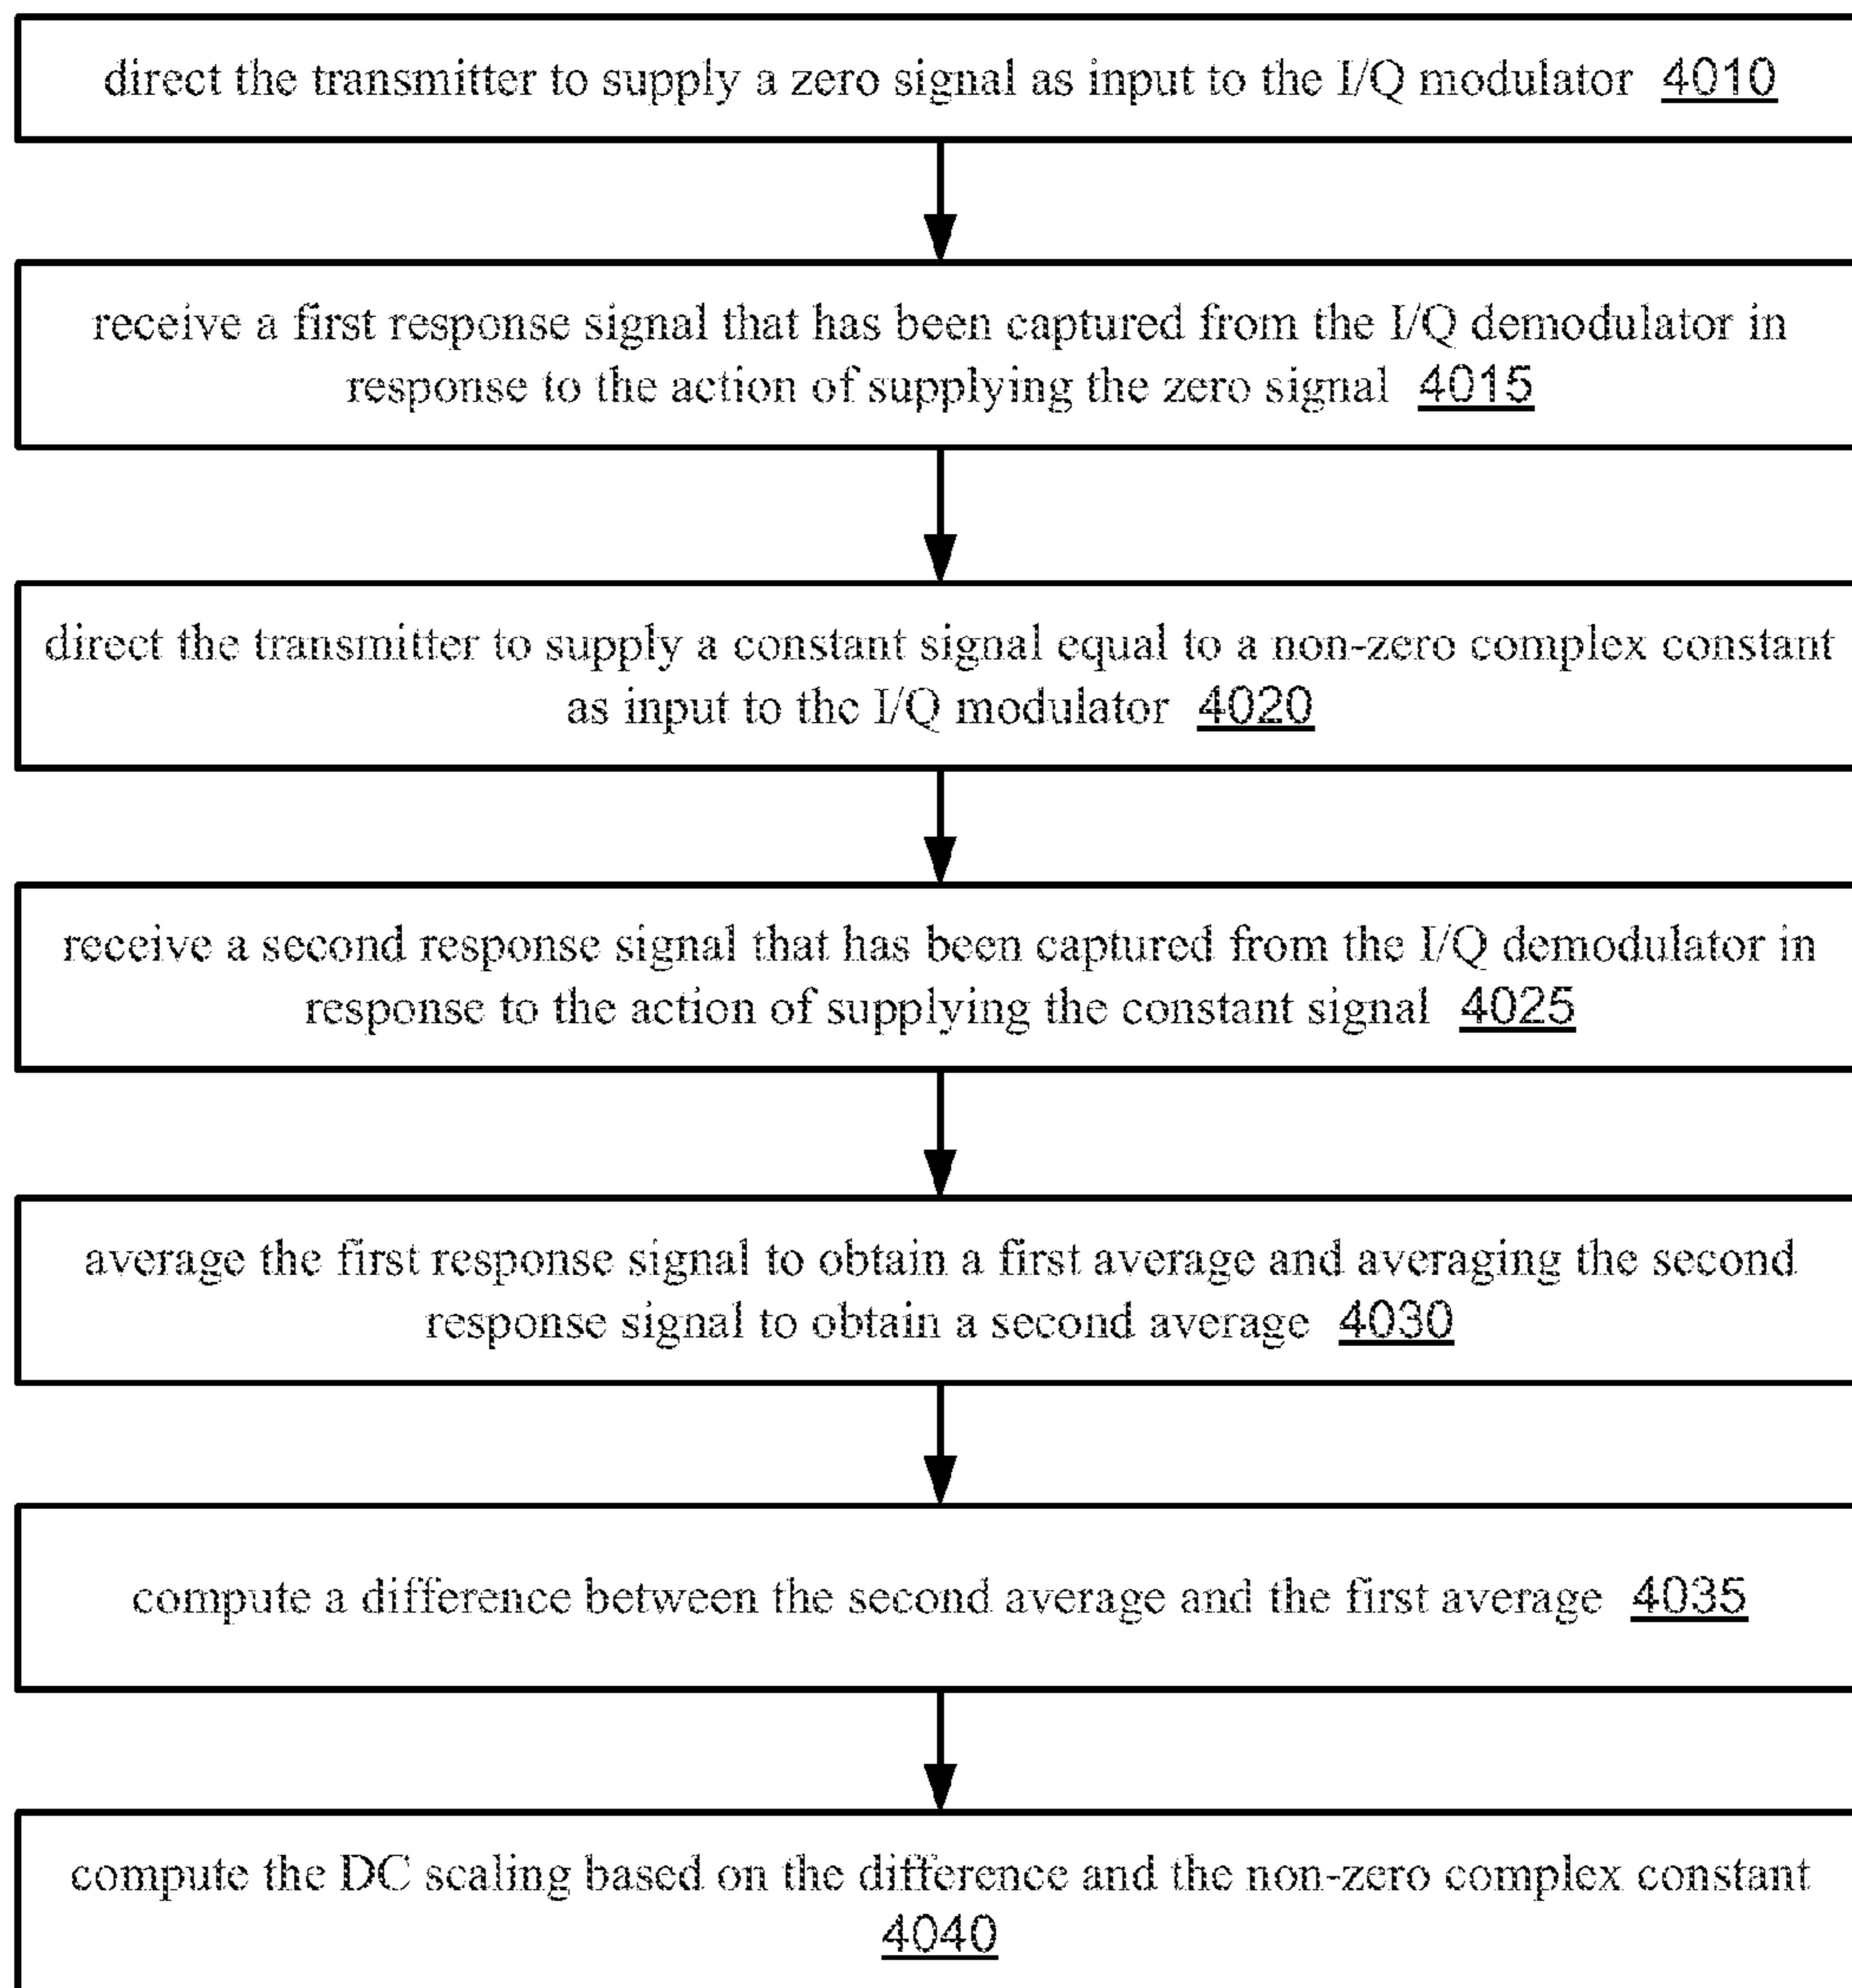 direct the transmitter to supply a zero signal as input to the I/Q modulator 4010
receive a first response signal that has been captured from the I/Q demodulator in
response to the action of supplying the zero signal 4015
direct the transmitter to supply a constant signal equal to a non-zero complex constant
as input to the I/Q modulator 4020
receive a second response signal that has been captured from the I/Q demodulator in
response to the action of supplying the constant signal 4025
average the first response signal to obtain a first average and averaging the second
response signal to obtain a second average 4030
compute a difference between the second average and the first average 4035
compute the DC scaling based on the difference and the non-zero complex constant
4040